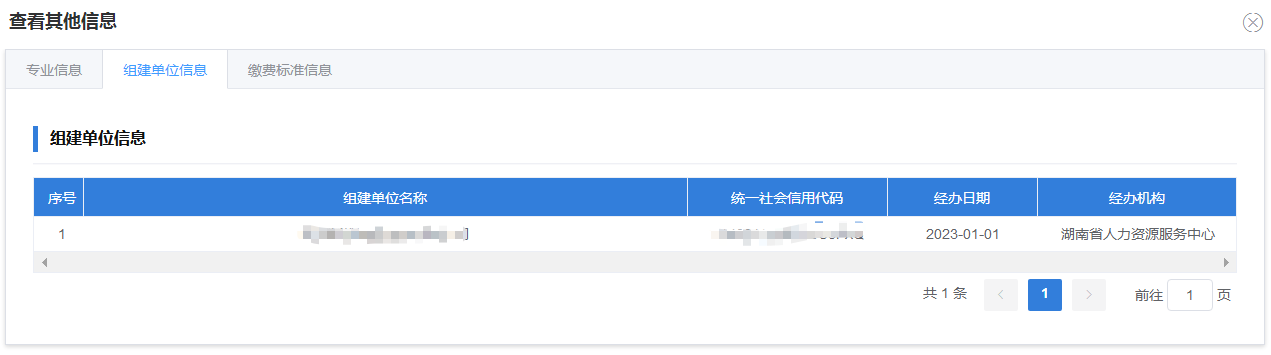 查看其他信息
专业信息 组建单位信息 缴费标准信息
组建单位信息
序号 组建单位名称 统一社会信用代码 经办日期 经办机构
1 2023-01-01 湖南省人力资源服务中心
共 1 条 1 前往 1 页